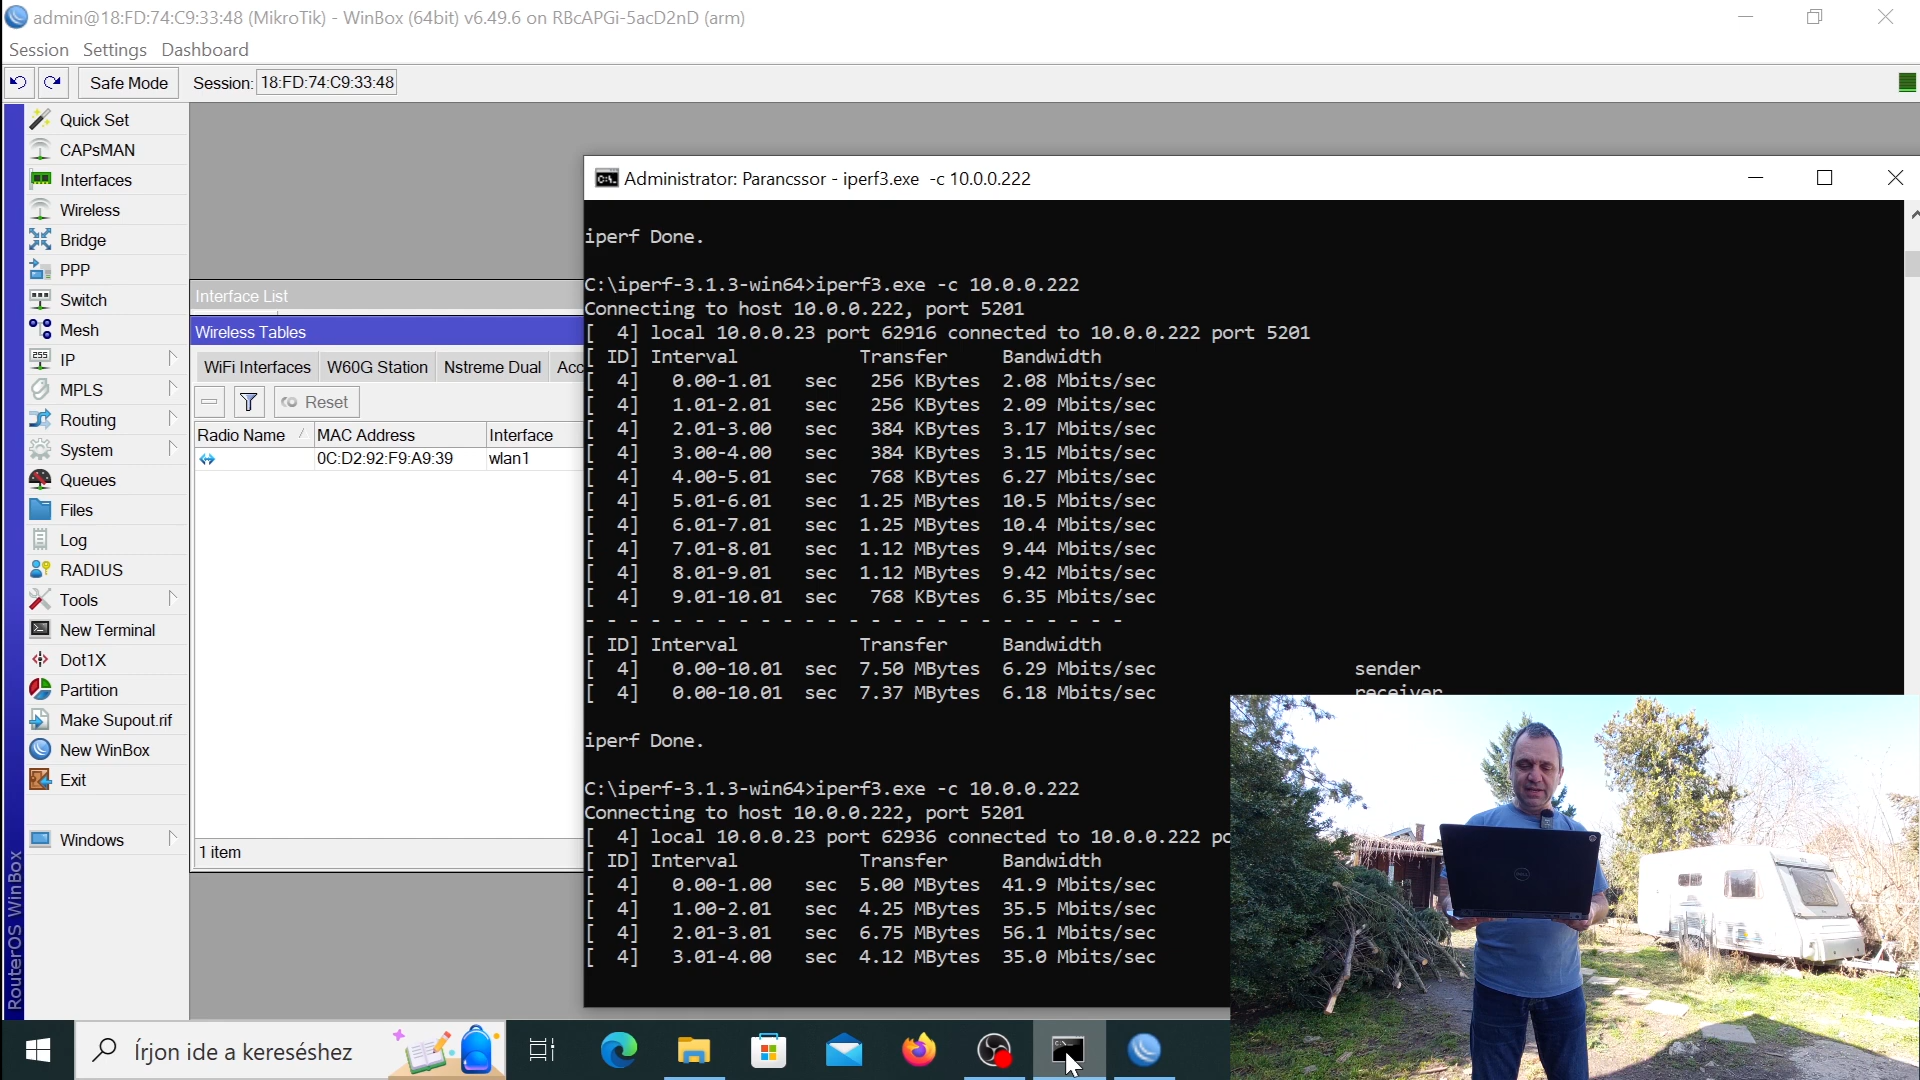 admin@18:FD:74:C9:33:48 (MikroTik) - WinBox (64bit) v6.49.6 on RBcAPGi-5acD2nD (arm)
Session Settings Dashboard
Safe Mode Session: 18:FD:74:C9:33:48
Quick Set
CAPsMAN
Interfaces
Wireless
Bridge
PPP
Switch
Mesh
255 IP
MPLS
Routing
System
Queues
Files
Log
RADIUS
Tools
New Terminal
Dot1X
Partition
Make Supout.rif
New WinBox
Exit
Windows
RouterOS WinBox
Interface List
Wireless Tables
WiFi Interfaces W60G Station Nstreme Dual Acc
Reset
Radio Name MAC Address Interface
0C:D2:92:F9:A9:39 wlan1
1 item
Administrator: Parancssor - iperf3.exe -c 10.0.0.222
iperf Done.
C:\iperf-3.1.3-win64>iperf3.exe -c 10.0.0.222
Connecting to host 10.0.0.222, port 5201
[ 4] local 10.0.0.23 port 62916 connected to 10.0.0.222 port 5201
[ ID] Interval Transfer Bandwidth
[ 4] 0.00-1.01 sec 256 KBytes 2.08 Mbits/sec
[ 4] 1.01-2.01 sec 256 KBytes 2.09 Mbits/sec
[ 4] 2.01-3.00 sec 384 KBytes 3.17 Mbits/sec
[ 4] 3.00-4.00 sec 384 KBytes 3.15 Mbits/sec
[ 4] 4.00-5.01 sec 768 KBytes 6.27 Mbits/sec
[ 4] 5.01-6.01 sec 1.25 MBytes 10.5 Mbits/sec
[ 4] 6.01-7.01 sec 1.25 MBytes 10.4 Mbits/sec
[ 4] 7.01-8.01 sec 1.12 MBytes 9.44 Mbits/sec
[ 4] 8.01-9.01 sec 1.12 MBytes 9.42 Mbits/sec
[ 4] 9.01-10.01 sec 768 KBytes 6.35 Mbits/sec
- - - - - - - - - - - - - - - - - - - - - - - - -
[ ID] Interval Transfer Bandwidth
[ 4] 0.00-10.01 sec 7.50 MBytes 6.29 Mbits/sec sender
[ 4] 0.00-10.01 sec 7.37 MBytes 6.18 Mbits/sec receiver
iperf Done.
C:\iperf-3.1.3-win64>iperf3.exe -c 10.0.0.222
Connecting to host 10.0.0.222, port 5201
[ 4] local 10.0.0.23 port 62936 connected to 10.0.0.222 po
[ ID] Interval Transfer Bandwidth
[ 4] 0.00-1.00 sec 5.00 MBytes 41.9 Mbits/sec
[ 4] 1.00-2.01 sec 4.25 MBytes 35.5 Mbits/sec
[ 4] 2.01-3.01 sec 6.75 MBytes 56.1 Mbits/sec
[ 4] 3.01-4.00 sec 4.12 MBytes 35.0 Mbits/sec
Írjon ide a kereséshez